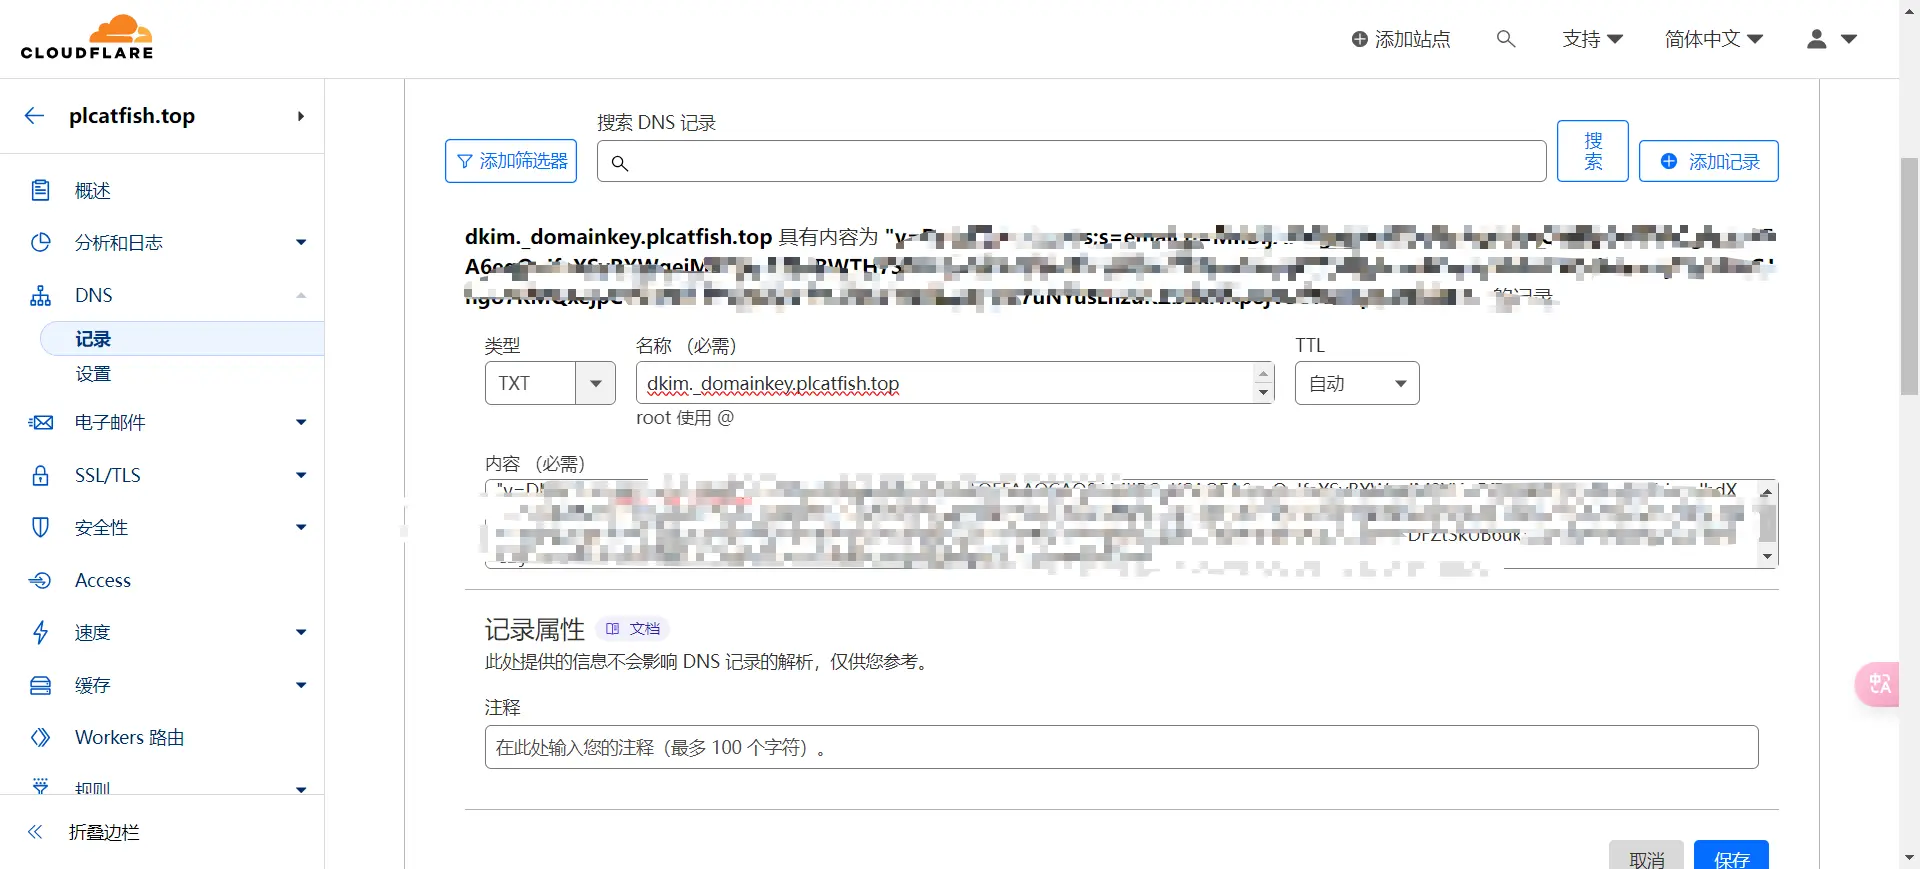 CLOUDFLARE
添加站点
支持
简体中文
plcatfish.top
概述
分析和日志
DNS
记录
设置
电子邮件
SSL/TLS
安全性
Access
速度
缓存
Workers 路由
规则
折叠边栏
搜索 DNS 记录
添加筛选器
搜索
添加记录
dkim._domainkey.plcatfish.top 具有内容为
的记录
类型
名称 （必需）
TTL
TXT
dkim._domainkey.plcatfish.top
自动
root 使用 @
内容 （必需）
记录属性
文档
此处提供的信息不会影响 DNS 记录的解析，仅供您参考。
注释
在此处输入您的注释（最多 100 个字符）。
取消
保存